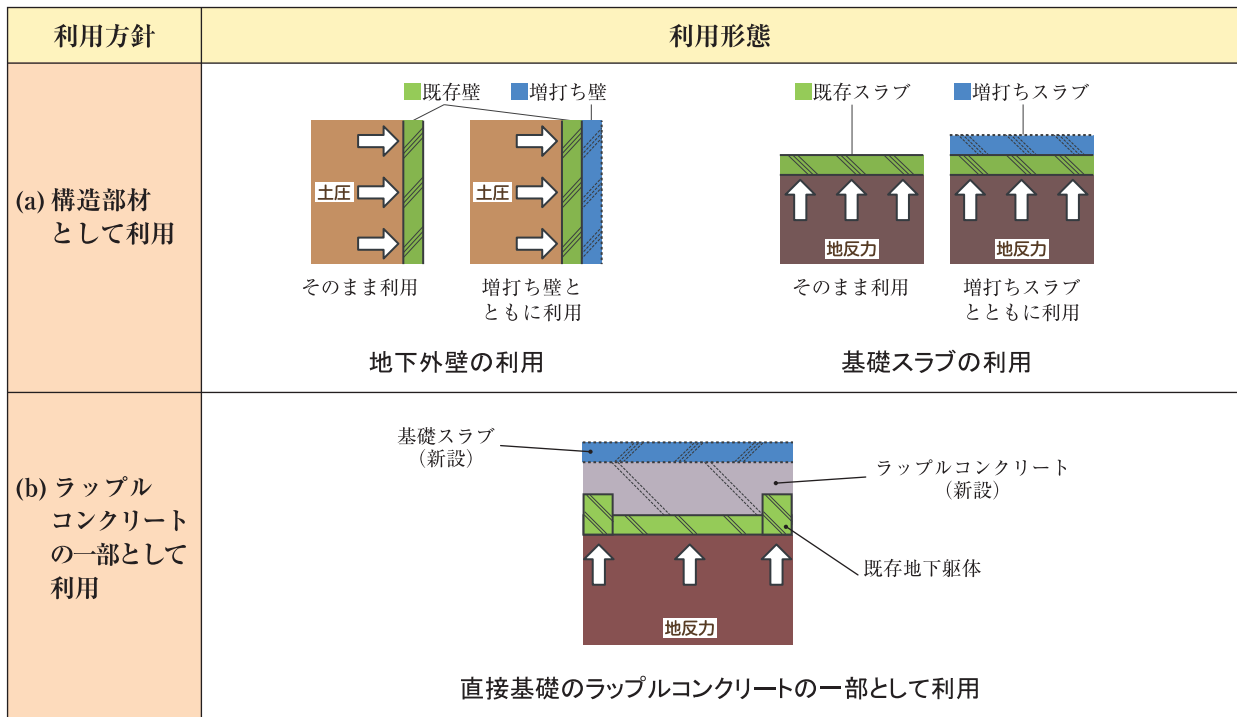 利用方針
利用形態
(a) 構造部材
として利用
既存壁
増打ち壁
土圧
土圧
そのまま利用
増打ち壁と
ともに利用
地下外壁の利用
既存スラブ
増打ちスラブ
地反力
地反力
そのまま利用
増打ちスラブ
とともに利用
基礎スラブの利用
(b) ラップル
コンクリート
の一部として
利用
基礎スラブ
（新設）
ラップルコンクリート
（新設）
既存地下躯体
地反力
直接基礎のラップルコンクリートの一部として利用